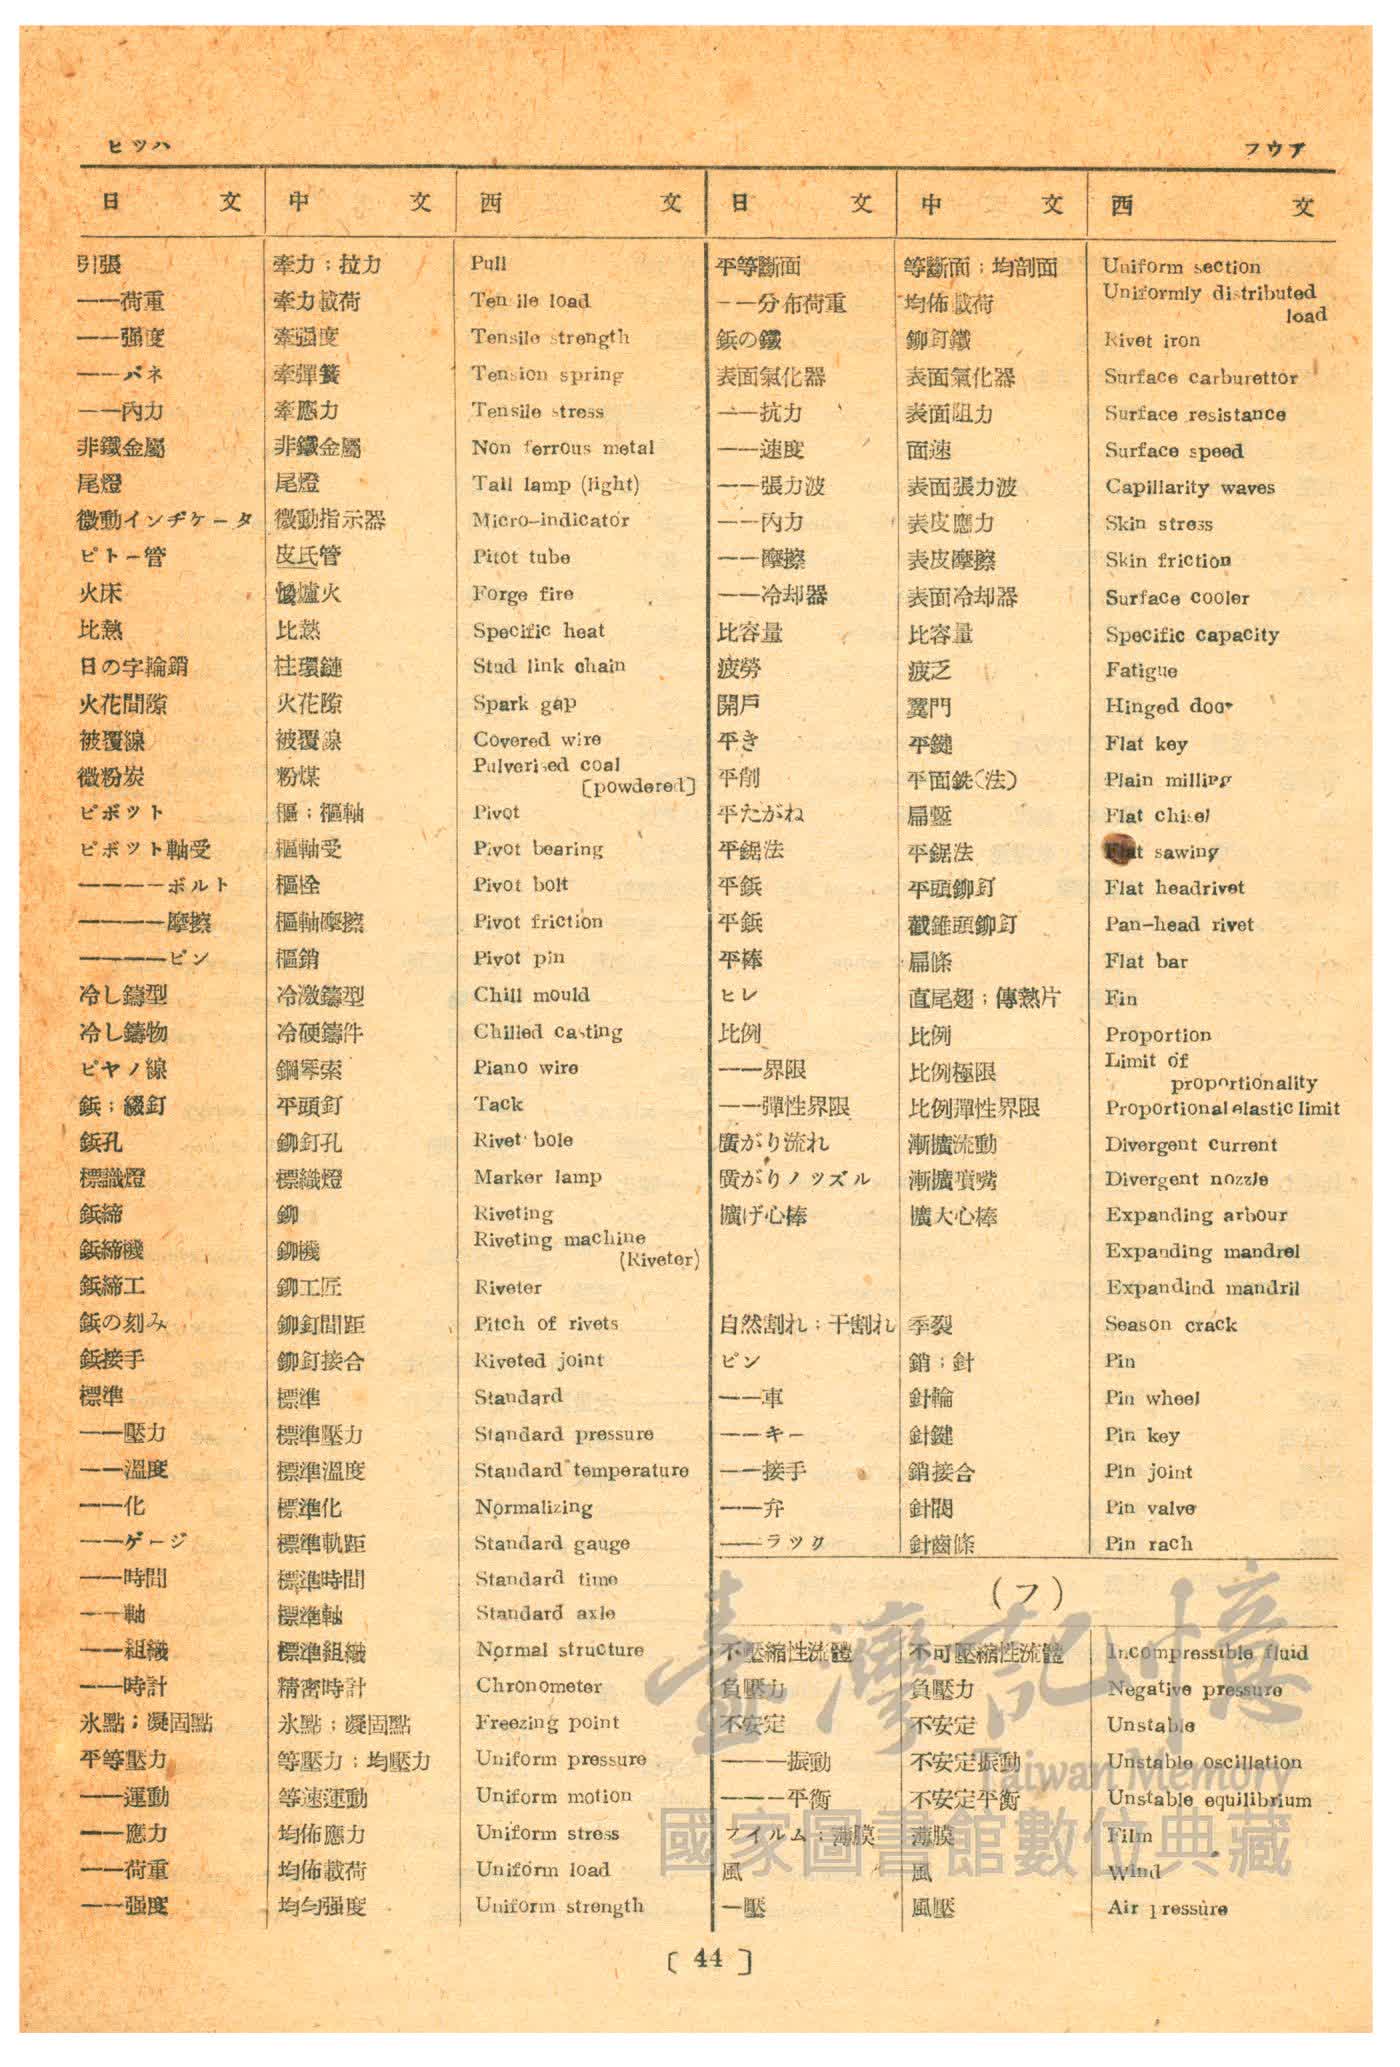 ヒツハ
フウア
日 文 中 文 西 文 日 文 中 文 西 文
引張 牽力；拉力 Pull
——荷重 牽力載荷 Tensile load
——强度 牽强度 Tensile strength
——バネ 牽彈簧 Tension spring
——內力 牽應力 Tensile stress
非鐵金屬 非鐵金屬 Non ferrous metal
尾燈 尾燈 Tail lamp (light)
微動インヂケータ 微動指示器 Micro-indicator
ピトー管 皮氏管 Pitot tube
火床 爐火 Forge fire
比熱 比熱 Specific heat
日の字輪鎖 柱環鏈 Stud link chain
火花間隙 火花隙 Spark gap
被覆線 被覆線 Covered wire
微粉炭 粉煤 Pulverised coal
[powdered]
ピボツト 樞；樞軸 Pivot
ピボツト軸受 樞軸受 Pivot bearing
————ボルト 樞栓 Pivot bolt
————摩擦 樞軸摩擦 Pivot friction
————ピン 樞銷 Pivot pin
冷し鑄型 冷激鑄型 Chill mould
冷し鑄物 冷硬鑄件 Chilled casting
ピヤノ線 鋼琴索 Piano wire
鋲；綴釘 平頭釘 Tack
鋲孔 鉚釘孔 Rivet bole
標識燈 標織燈 Marker lamp
鋲締 鉚 Riveting
鋲締機 鉚機 Riveting machine
(Riveter)
鋲締工 鉚工匠 Riveter
鋲の刻み 鉚釘間距 Pitch of rivets
鋲接手 鉚釘接合 Riveted joint
標準 標準 Standard
——壓力 標準壓力 Standard pressure
——溫度 標準溫度 Standard temperature
——化 標準化 Normalizing
——ゲージ 標準軌距 Standard gauge
——時間 標準時間 Standard time
——軸 標準軸 Standard axle
——組織 標準組織 Normal structure
——時計 精密時計 Chronometer
氷點；凝固點 氷點；凝固點 Freezing point
平等壓力 等壓力；均壓力 Uniform pressure
——運動 等速運動 Uniform motion
——應力 均佈應力 Uniform stress
——荷重 均佈載荷 Uniform load
——强度 均勻强度 Uniform strength
平等斷面 等斷面；均剖面 Uniform section
——分布荷重 均佈載荷 Uniformly distributed
load
鋲の鐵 鉚釘鐵 Rivet iron
表面氣化器 表面氣化器 Surface carburettor
——抗力 表面阻力 Surface resistance
——速度 面速 Surface speed
——張力波 表面張力波 Capillarity waves
——內力 表皮應力 Skin stress
——摩擦 表皮摩擦 Skin friction
——冷却器 表面冷却器 Surface cooler
比容量 比容量 Specific capacity
疲勞 疲乏 Fatigue
開戶 翼門 Hinged door
平き 平鍵 Flat key
平削 平面銑(法) Plain milling
平たがね 扁鏨 Flat chisel
平鋸法 平鋸法 Flat sawing
平鋲 平頭鉚釘 Flat headrivet
平鋲 截錐頭鉚釘 Pan-head rivet
平棒 扁條 Flat bar
ヒレ 直尾翅；傳熱片 Fin
比例 比例 Proportion
——界限 比例極限 Limit of
proportionality
——彈性界限 比例彈性界限 Proportional elastic limit
廣がり流れ 漸擴流動 Divergent current
廣がりノツズル 漸擴噴嘴 Divergent nozzle
擴げ心棒 擴大心棒 Expanding arbour
Expanding mandrel
Expandind mandril
自然割れ；干割れ 季裂 Season crack
ピン 銷；針 Pin
——車 針輪 Pin wheel
——キー 針鍵 Pin key
——接手 銷接合 Pin joint
——弁 針閥 Pin valve
——ラック 針齒條 Pin rach
(フ)
不壓縮性流體 不可壓縮性流體 Incompressible fluid
負壓力 負壓力 Negative pressure
不安定 不安定 Unstable
———振動 不安定振動 Unstable oscillation
———平衡 不安定平衡 Unstable equilibrium
フイルム；薄膜 薄膜 Film
風 風 Wind
—壓 風壓 Air pressure
臺灣記憶
Taiwan Memory
國家圖書館數位典藏
[ 44 ]